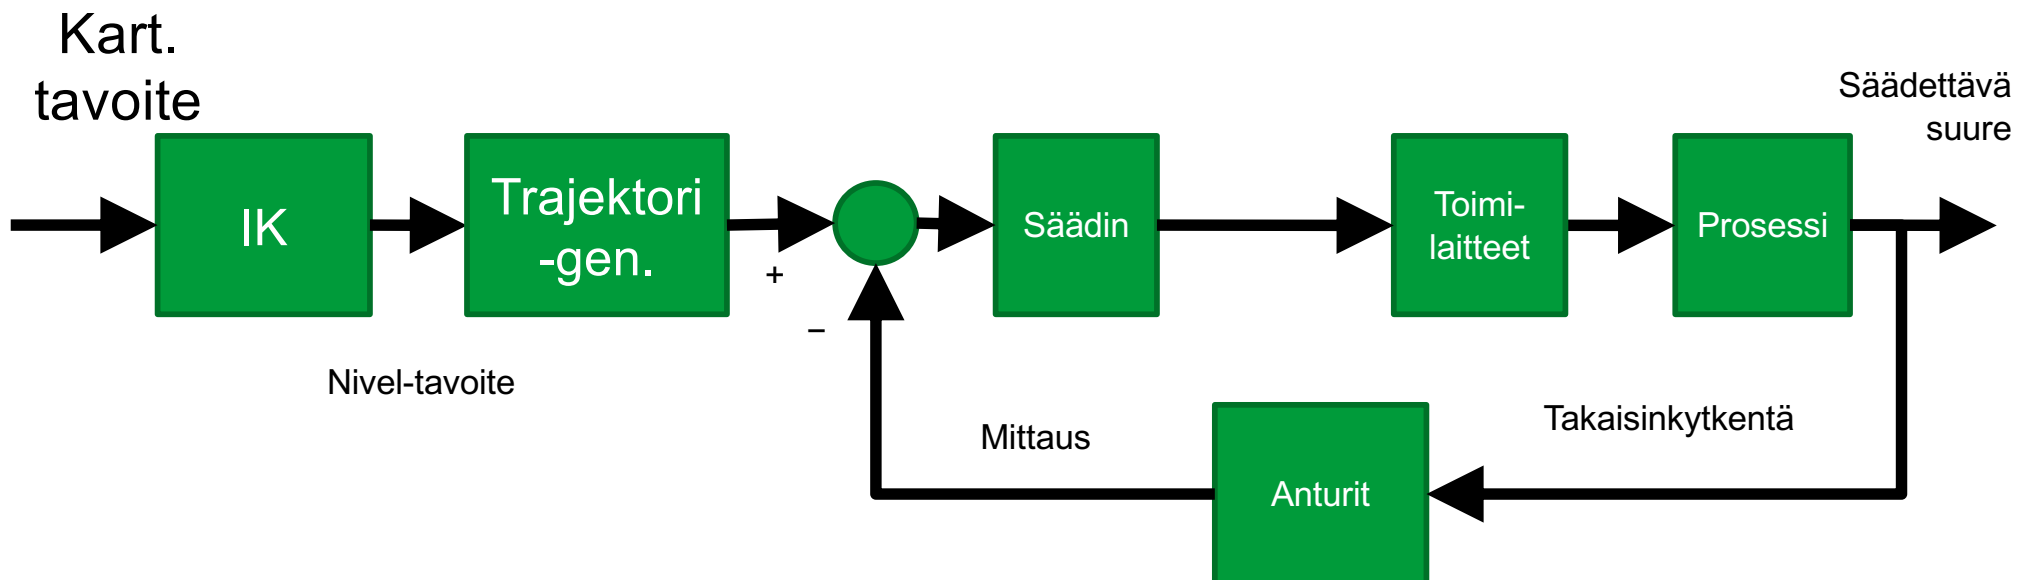 Kart.
tavoite
Säädettävä
suure
IK
Trajektori
-gen.
Säädin
Toimi-
laitteet
Prosessi
+
–
Nivel-tavoite
Mittaus
Takaisinkytkentä
Anturit